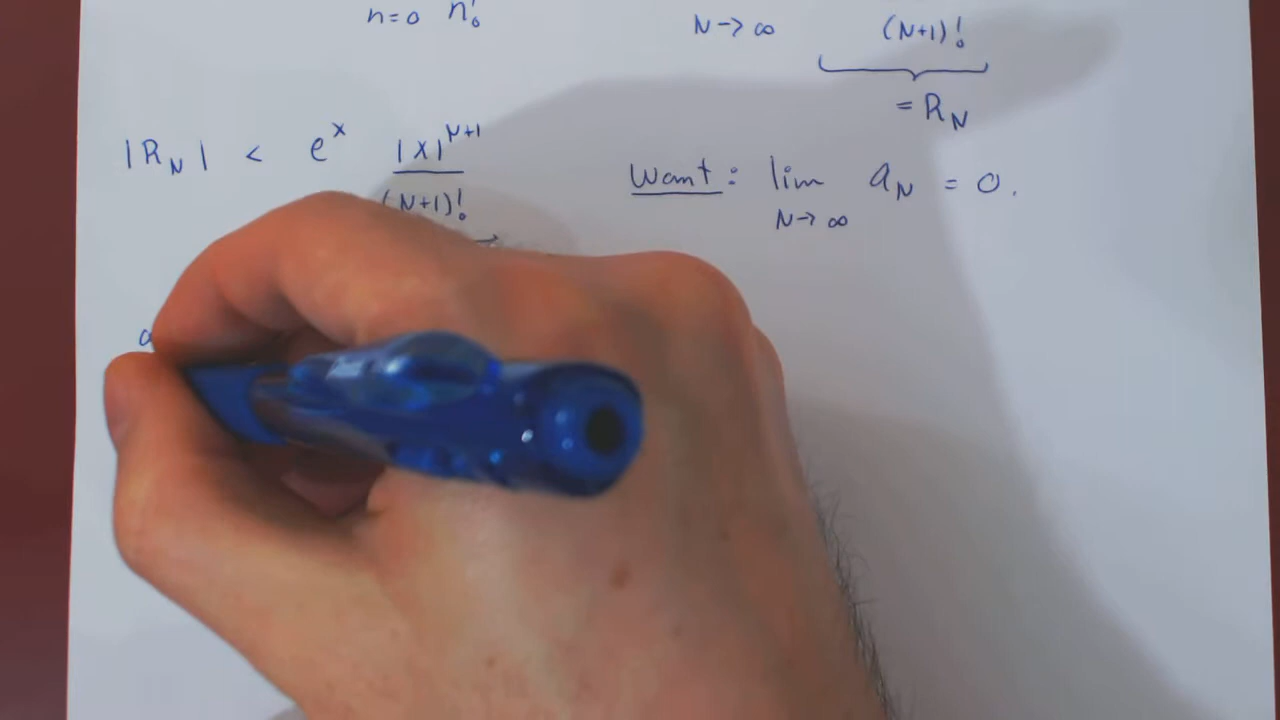 n=0 n! N→∞ (N+1)!
= R_N
|R_N| < e^x |x|^{N+1}
(N+1)!
Want: lim a_N = 0.
N→∞
a